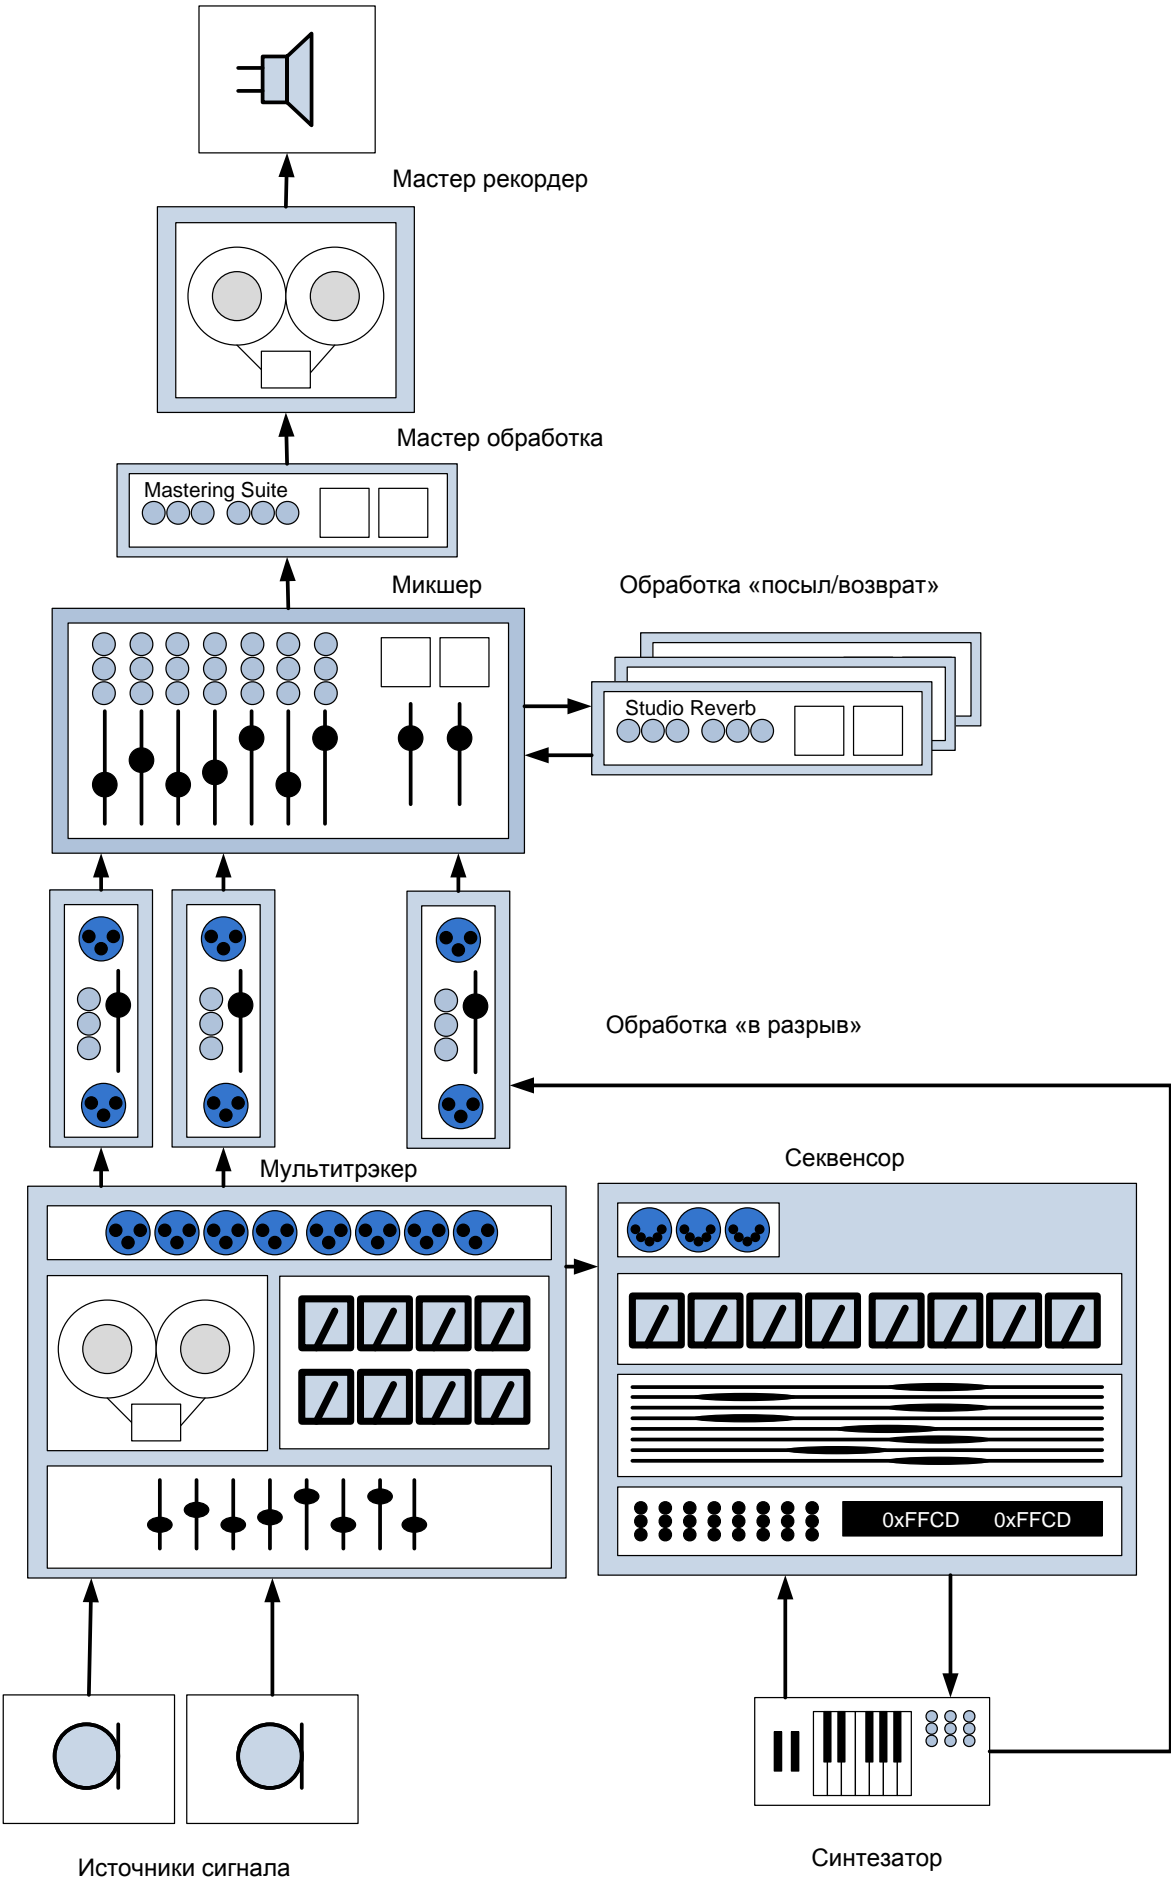 Мастер рекордер
Мастер обработка
Mastering Suite
Микшер
Обработка «посыл/возврат»
Studio Reverb
Обработка «в разрыв»
Мультитрэкер
Секвенсор
0xFFCD 0xFFCD
Источники сигнала
Синтезатор